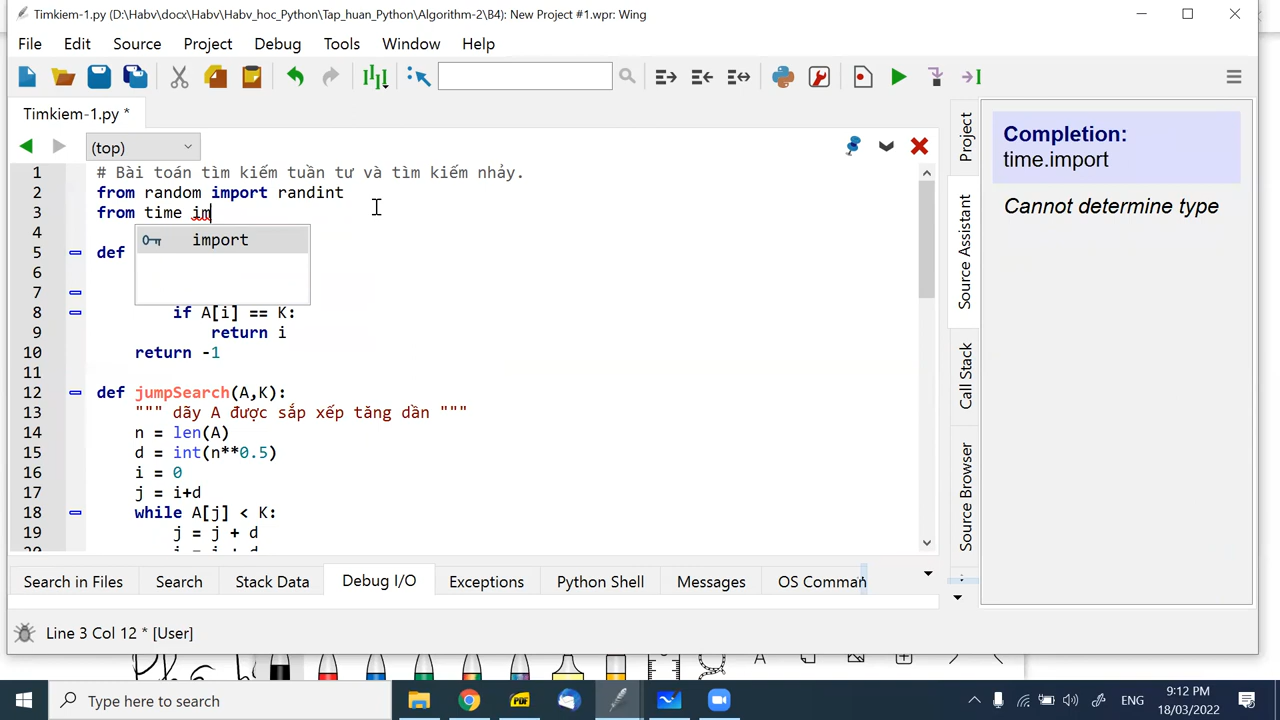 Timkiem-1.py (D:\Habv\docx\Habv\Habv_hoc_Python\Tap_huan_Python\Algorithm-2\B4): New Project #1.wpr: Wing
File Edit Source Project Debug Tools Window Help
Timkiem-1.py *
(top)
1 # Bài toán tìm kiếm tuần tư và tìm kiếm nhảy.
2 from random import randint
3 from time im
4 import
5 def
6
7
8 if A[i] == K:
9 return i
10 return -1
11
12 def jumpSearch(A,K):
13 """ dãy A được sắp xếp tăng dần """
14 n = len(A)
15 d = int(n**0.5)
16 i = 0
17 j = i+d
18 while A[j] < K:
19 j = j + d
Completion:
time.import
Cannot determine type
Project
Source Assistant
Call Stack
Source Browser
Search in Files Search Stack Data Debug I/O Exceptions Python Shell Messages OS Comman
Line 3 Col 12 * [User]
Type here to search
ENG
9:12 PM
18/03/2022